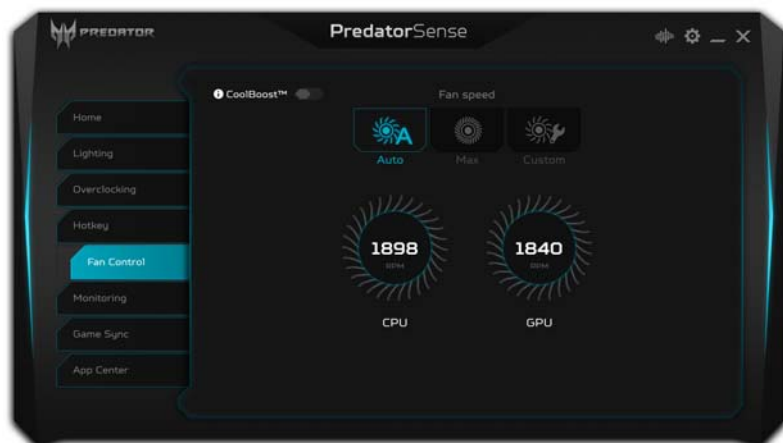 PREDATOR
PredatorSense
CoolBoost™
Fan speed
Home
Lighting
Overclocking
Hotkey
Fan Control
Monitoring
Game Sync
App Center
Auto
Max
Custom
1898
RPM
CPU
1840
RPM
GPU